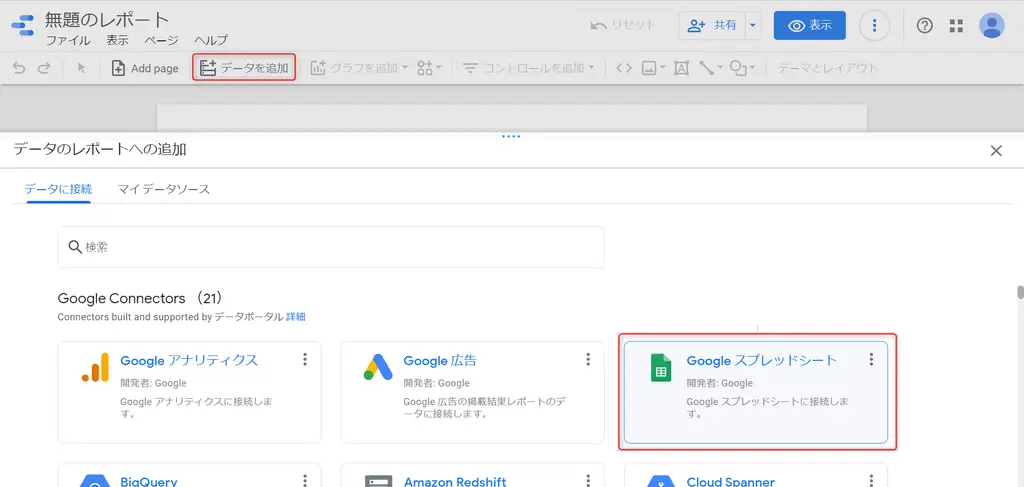 無題のレポート
ファイル 表示 ページ ヘルプ
リセット 共有 表示
Add page データを追加 グラフを追加 コントロールを追加 テーマとレイアウト
データのレポートへの追加
データに接続 マイ データソース
検索
Google Connectors (21)
Connectors built and supported by データポータル 詳細
Google アナリティクス
開発者: Google
Google アナリティクスに接続しま
す。
Google 広告
開発者: Google
Google 広告の掲載結果レポートのデ
ータに接続します。
Google スプレッドシート
開発者: Google
Google スプレッドシートに接続しま
す。
BigQuery Amazon Redshift Cloud Spanner